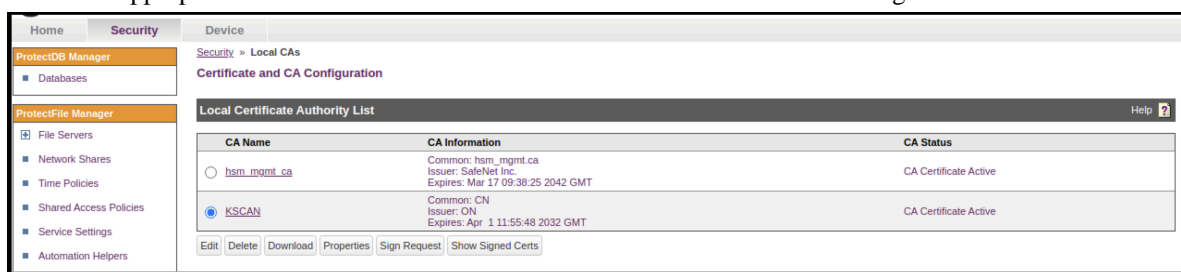 Home Security Device
ProtectDB Manager
Databases
ProtectFile Manager
File Servers
Network Shares
Time Policies
Shared Access Policies
Service Settings
Automation Helpers
Security » Local CAs
Certificate and CA Configuration
Local Certificate Authority List Help ?
CA Name CA Information CA Status
hsm_mgmt_ca Common: hsm_mgmt.ca CA Certificate Active
Issuer: SafeNet Inc.
Expires: Mar 17 09:38:25 2042 GMT
KSCAN Common: CN CA Certificate Active
Issuer: ON
Expires: Apr 1 11:55:48 2032 GMT
Edit Delete Download Properties Sign Request Show Signed Certs